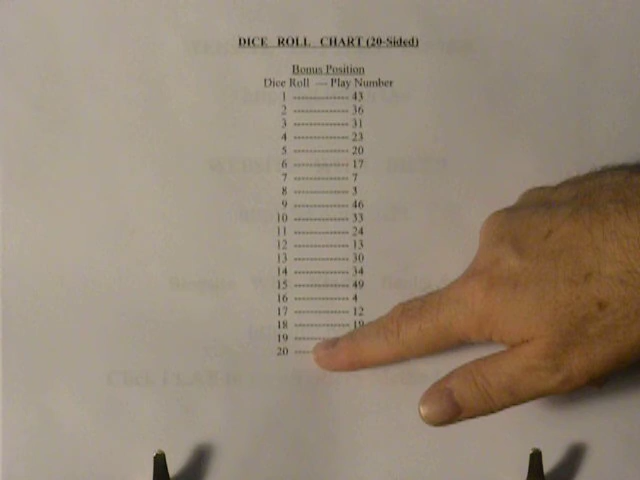 DICE ROLL CHART (20-Sided)
Bonus Position
Dice Roll --- Play Number
1 ---------------- 43
2 ---------------- 36
3 ---------------- 31
4 ---------------- 23
5 ---------------- 20
6 ---------------- 17
7 ---------------- 7
8 ---------------- 3
9 ---------------- 46
10 ---------------- 33
11 ---------------- 24
12 ---------------- 13
13 ---------------- 30
14 ---------------- 34
15 ---------------- 49
16 ---------------- 4
17 ---------------- 12
18 ---------------- 19
19 ---------
20 ------